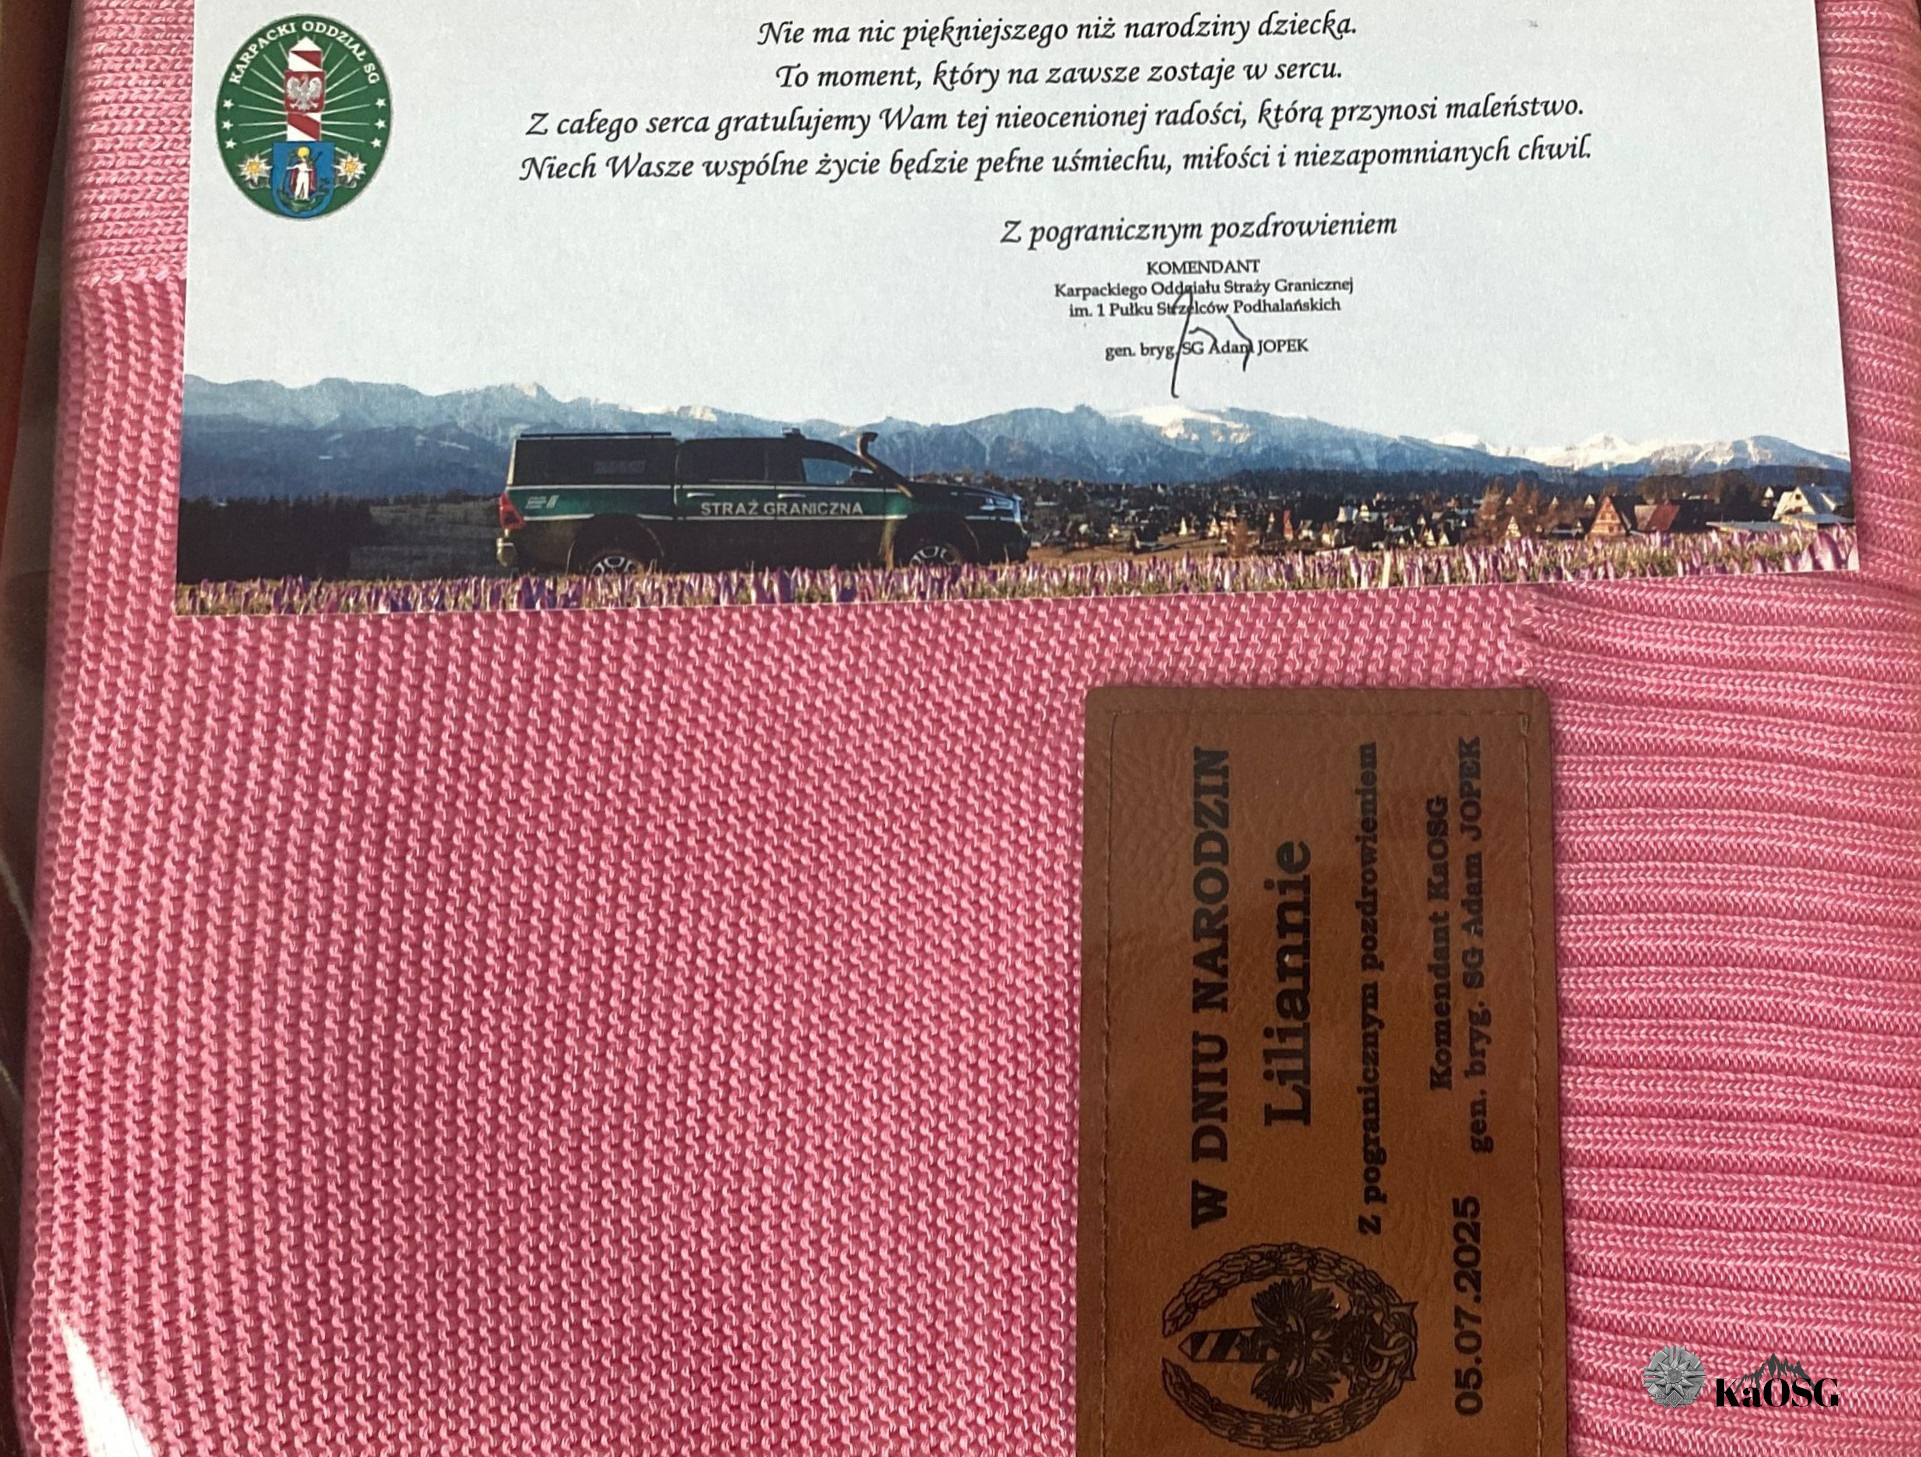 KARPACKI ODDZIAŁ SG
Nie ma nic piękniejszego niż narodziny dziecka.
To moment, który na zawsze zostaje w sercu.
Z całego serca gratulujemy Wam tej nieocenionej radości, którą przynosi maleństwo.
Niech Wasze wspólne życie będzie pełne uśmiechu, miłości i niezapomnianych chwil.
Z pogranicznym pozdrowieniem
KOMENDANT
Karpackiego Oddziału Straży Granicznej
im. 1 Pułku Strzelców Podhalańskich
gen. bryg. SG Adam JOPEK
STRAŻ GRANICZNA
W DNIU NARODZIN
Liliannie
Z pogranicznym pozdrowieniem
Komendant KaOSG
gen. bryg. SG Adam JOPEK
05.07.2025
KaOSG